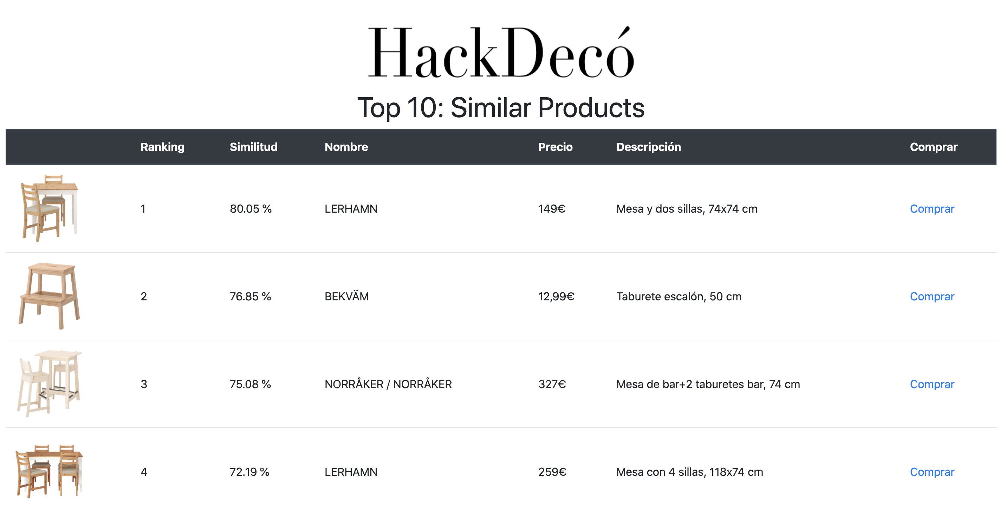 HackDecó
Top 10: Similar Products
Ranking Similitud Nombre Precio Descripción Comprar
1 80.05 % LERHAMN 149€ Mesa y dos sillas, 74x74 cm Comprar
2 76.85 % BEKVÄM 12,99€ Taburete escalón, 50 cm Comprar
3 75.08 % NORRÅKER / NORRÅKER 327€ Mesa de bar+2 taburetes bar, 74 cm Comprar
4 72.19 % LERHAMN 259€ Mesa con 4 sillas, 118x74 cm Comprar